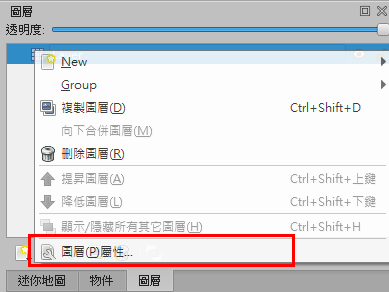 圖層
透明度:
New
Group
複製圖層(D) Ctrl+Shift+D
向下合併圖層(M)
刪除圖層(R)
提昇圖層(A) Ctrl+Shift+上鍵
降低圖層(L) Ctrl+Shift+下鍵
顯示/隱藏所有其它圖層(H) Ctrl+Shift+H
圖層(P)屬性...
迷你地圖 物件 圖層